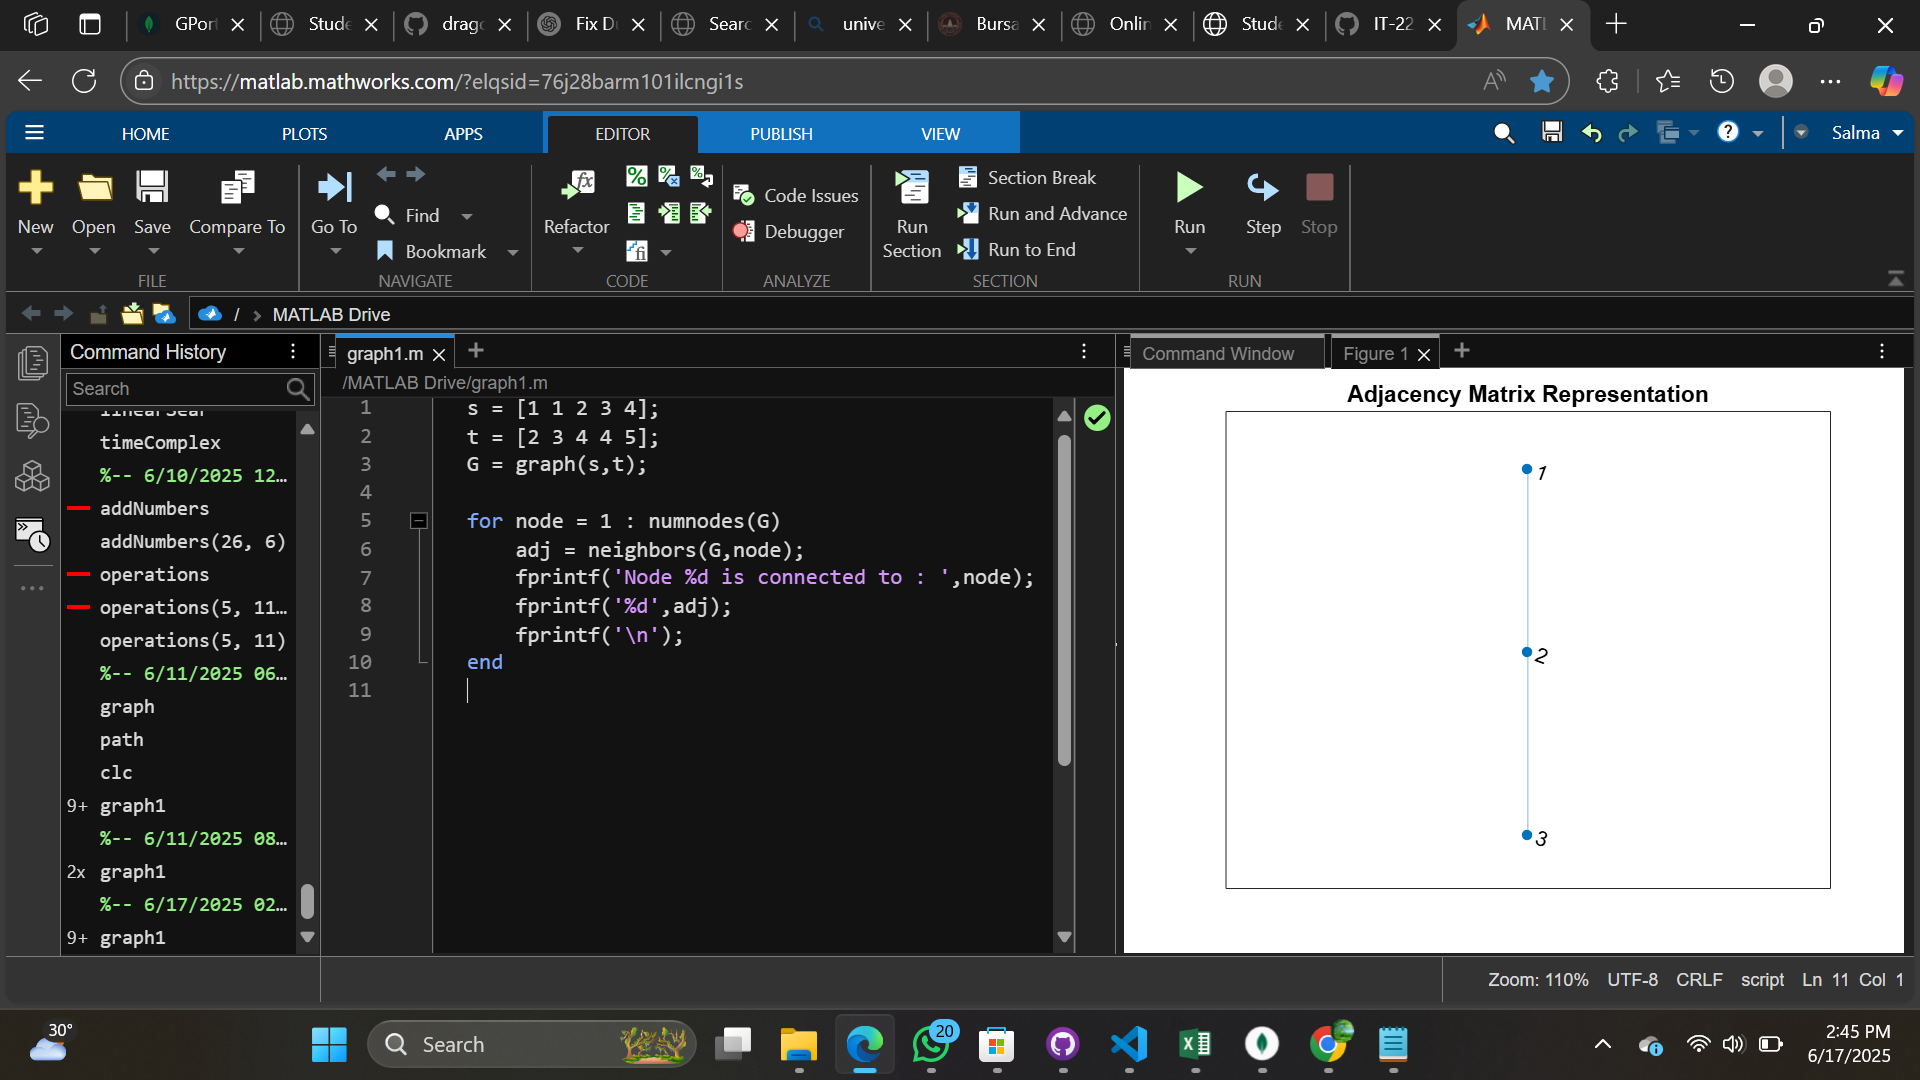 GPort
Stude
drago
Fix Du
Searc
unive
Bursa
Onlin
Stude
IT-22
MATL
https://matlab.mathworks.com/?elqsid=76j28barm101ilcngi1s
HOME PLOTS APPS EDITOR PUBLISH VIEW
Salma
New Open Save Compare To
FILE
Go To
Find
Bookmark
NAVIGATE
Refactor
CODE
Code Issues
Debugger
ANALYZE
Run Section
Section Break
Run and Advance
Run to End
SECTION
Run Step Stop
RUN
/ > MATLAB Drive
Command History
Search
linearSear
timeComplex
%-- 6/10/2025 12...
addNumbers
addNumbers(26, 6)
operations
operations(5, 11...
operations(5, 11)
%-- 6/11/2025 06...
graph
path
clc
9+ graph1
%-- 6/11/2025 08...
2x graph1
%-- 6/17/2025 02...
9+ graph1
graph1.m
/MATLAB Drive/graph1.m
1 s = [1 1 2 3 4];
2 t = [2 3 4 4 5];
3 G = graph(s,t);
4
5 for node = 1 : numnodes(G)
6 adj = neighbors(G,node);
7 fprintf('Node %d is connected to : ',node);
8 fprintf('%d',adj);
9 fprintf('\n');
10 end
11
Command Window
Figure 1
Adjacency Matrix Representation
1
2
3
Zoom: 110% UTF-8 CRLF script Ln 11 Col 1
30°
Search
20
2:45 PM
6/17/2025